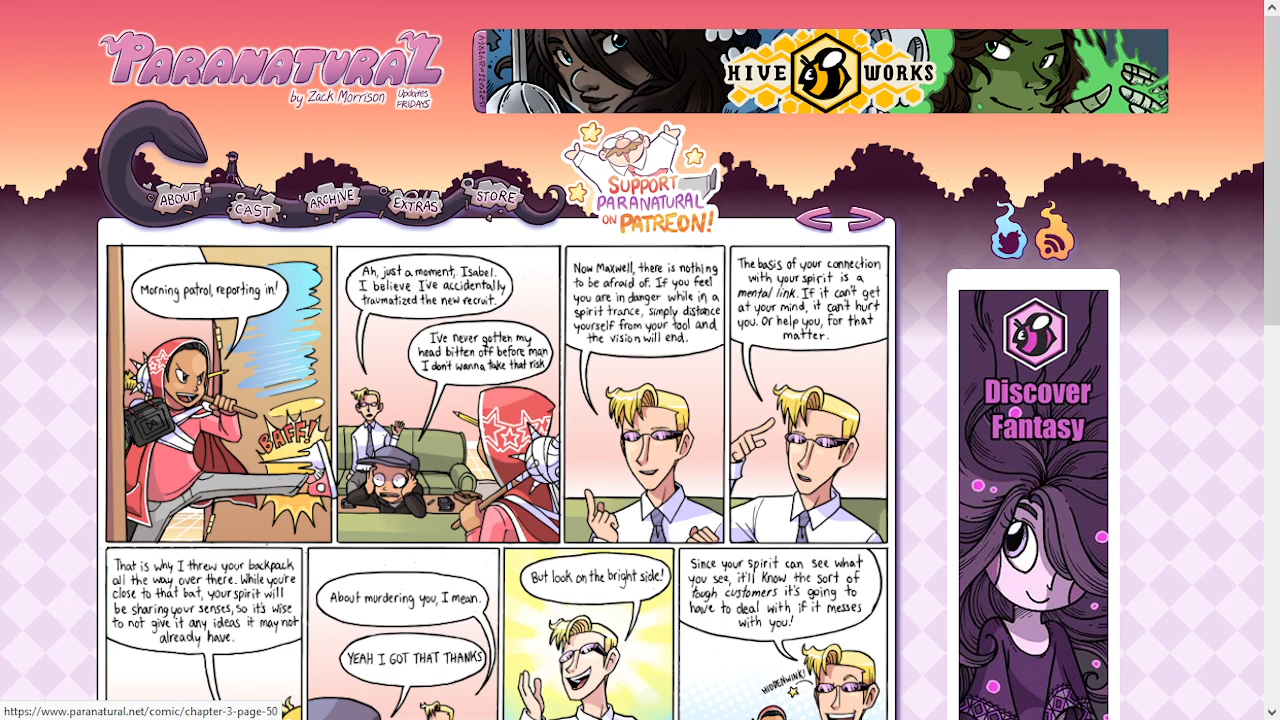 PARANATURAL
by Zack Morrison
Updates
FRIDAYS
HIVE WORKS
ABOUT
CAST
ARCHIVE
EXTRAS
STORE
SUPPORT
PARANATURAL
ON PATREON!
Morning patrol, reporting in!
BAFF!
Ah, just a moment, Isabel.
I believe I've accidentally
traumatized the new recruit.
I've never gotten my
head bitten off before man
I don't wanna take that risk
Now Maxwell, there is nothing
to be afraid of. If you feel
you are in danger while in a
spirit trance, simply distance
yourself from your tool and
the vision will end.
The basis of your connection
with your spirit is a
mental link. If it can't get
at your mind, it can't hurt
you. Or help you, for that
matter.
That is why I threw your backpack
all the way over there. While you're
close to that bat, your spirit will
be sharing your senses, so it's wise
to not give it any ideas it may not
already have.
About murdering you, I mean.
YEAH I GOT THAT THANKS
But look on the bright side!
Since your spirit can see what
you see, it'll know the sort of
tough customers it's going to
have to deal with if it messes
with you!
HIDDENWINK!
Discover
Fantasy
https://www.paranatural.net/comic/chapter-3-page-50